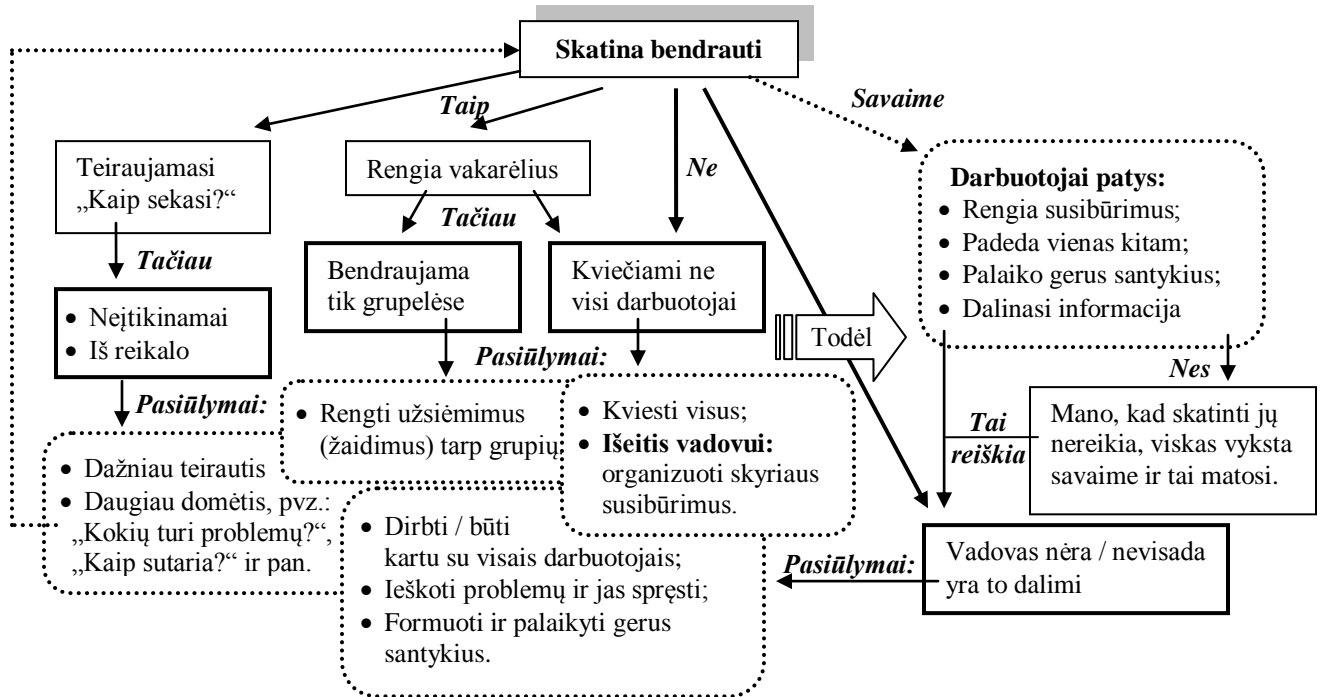 Skatina bendrauti
Taip
Savaime
Ne
Teiraujamasi
„Kaip sekasi?“
Rengia vakarėlius
Darbuotojai patys:
• Rengia susibūrimus;
• Padeda vienas kitam;
• Palaiko gerus santykius;
• Dalinasi informacija
Tačiau
Tačiau
• Neįtikinamai
• Iš reikalo
Bendraujama
tik grupelėse
Kviečiami ne
visi darbuotojai
Todėl
Nes
Pasiūlymai:
Pasiūlymai:
• Dažniau teirautis
• Daugiau domėtis, pvz.:
„Kokių turi problemų?“,
„Kaip sutaria?“ ir pan.
• Rengti užsiėmimus
(žaidimus) tarp grupių,
• Kviesti visus;
• Išeitis vadovui:
organizuoti skyriaus
susibūrimus.
Tai
reiškia
Mano, kad skatinti jų
nereikia, viskas vyksta
savaime ir tai matosi.
• Dirbti / būti
kartu su visais darbuotojais;
• Ieškoti problemų ir jas spręsti;
• Formuoti ir palaikyti gerus
santykius.
Pasiūlymai:
Vadovas nėra / nevisada
yra to dalimi